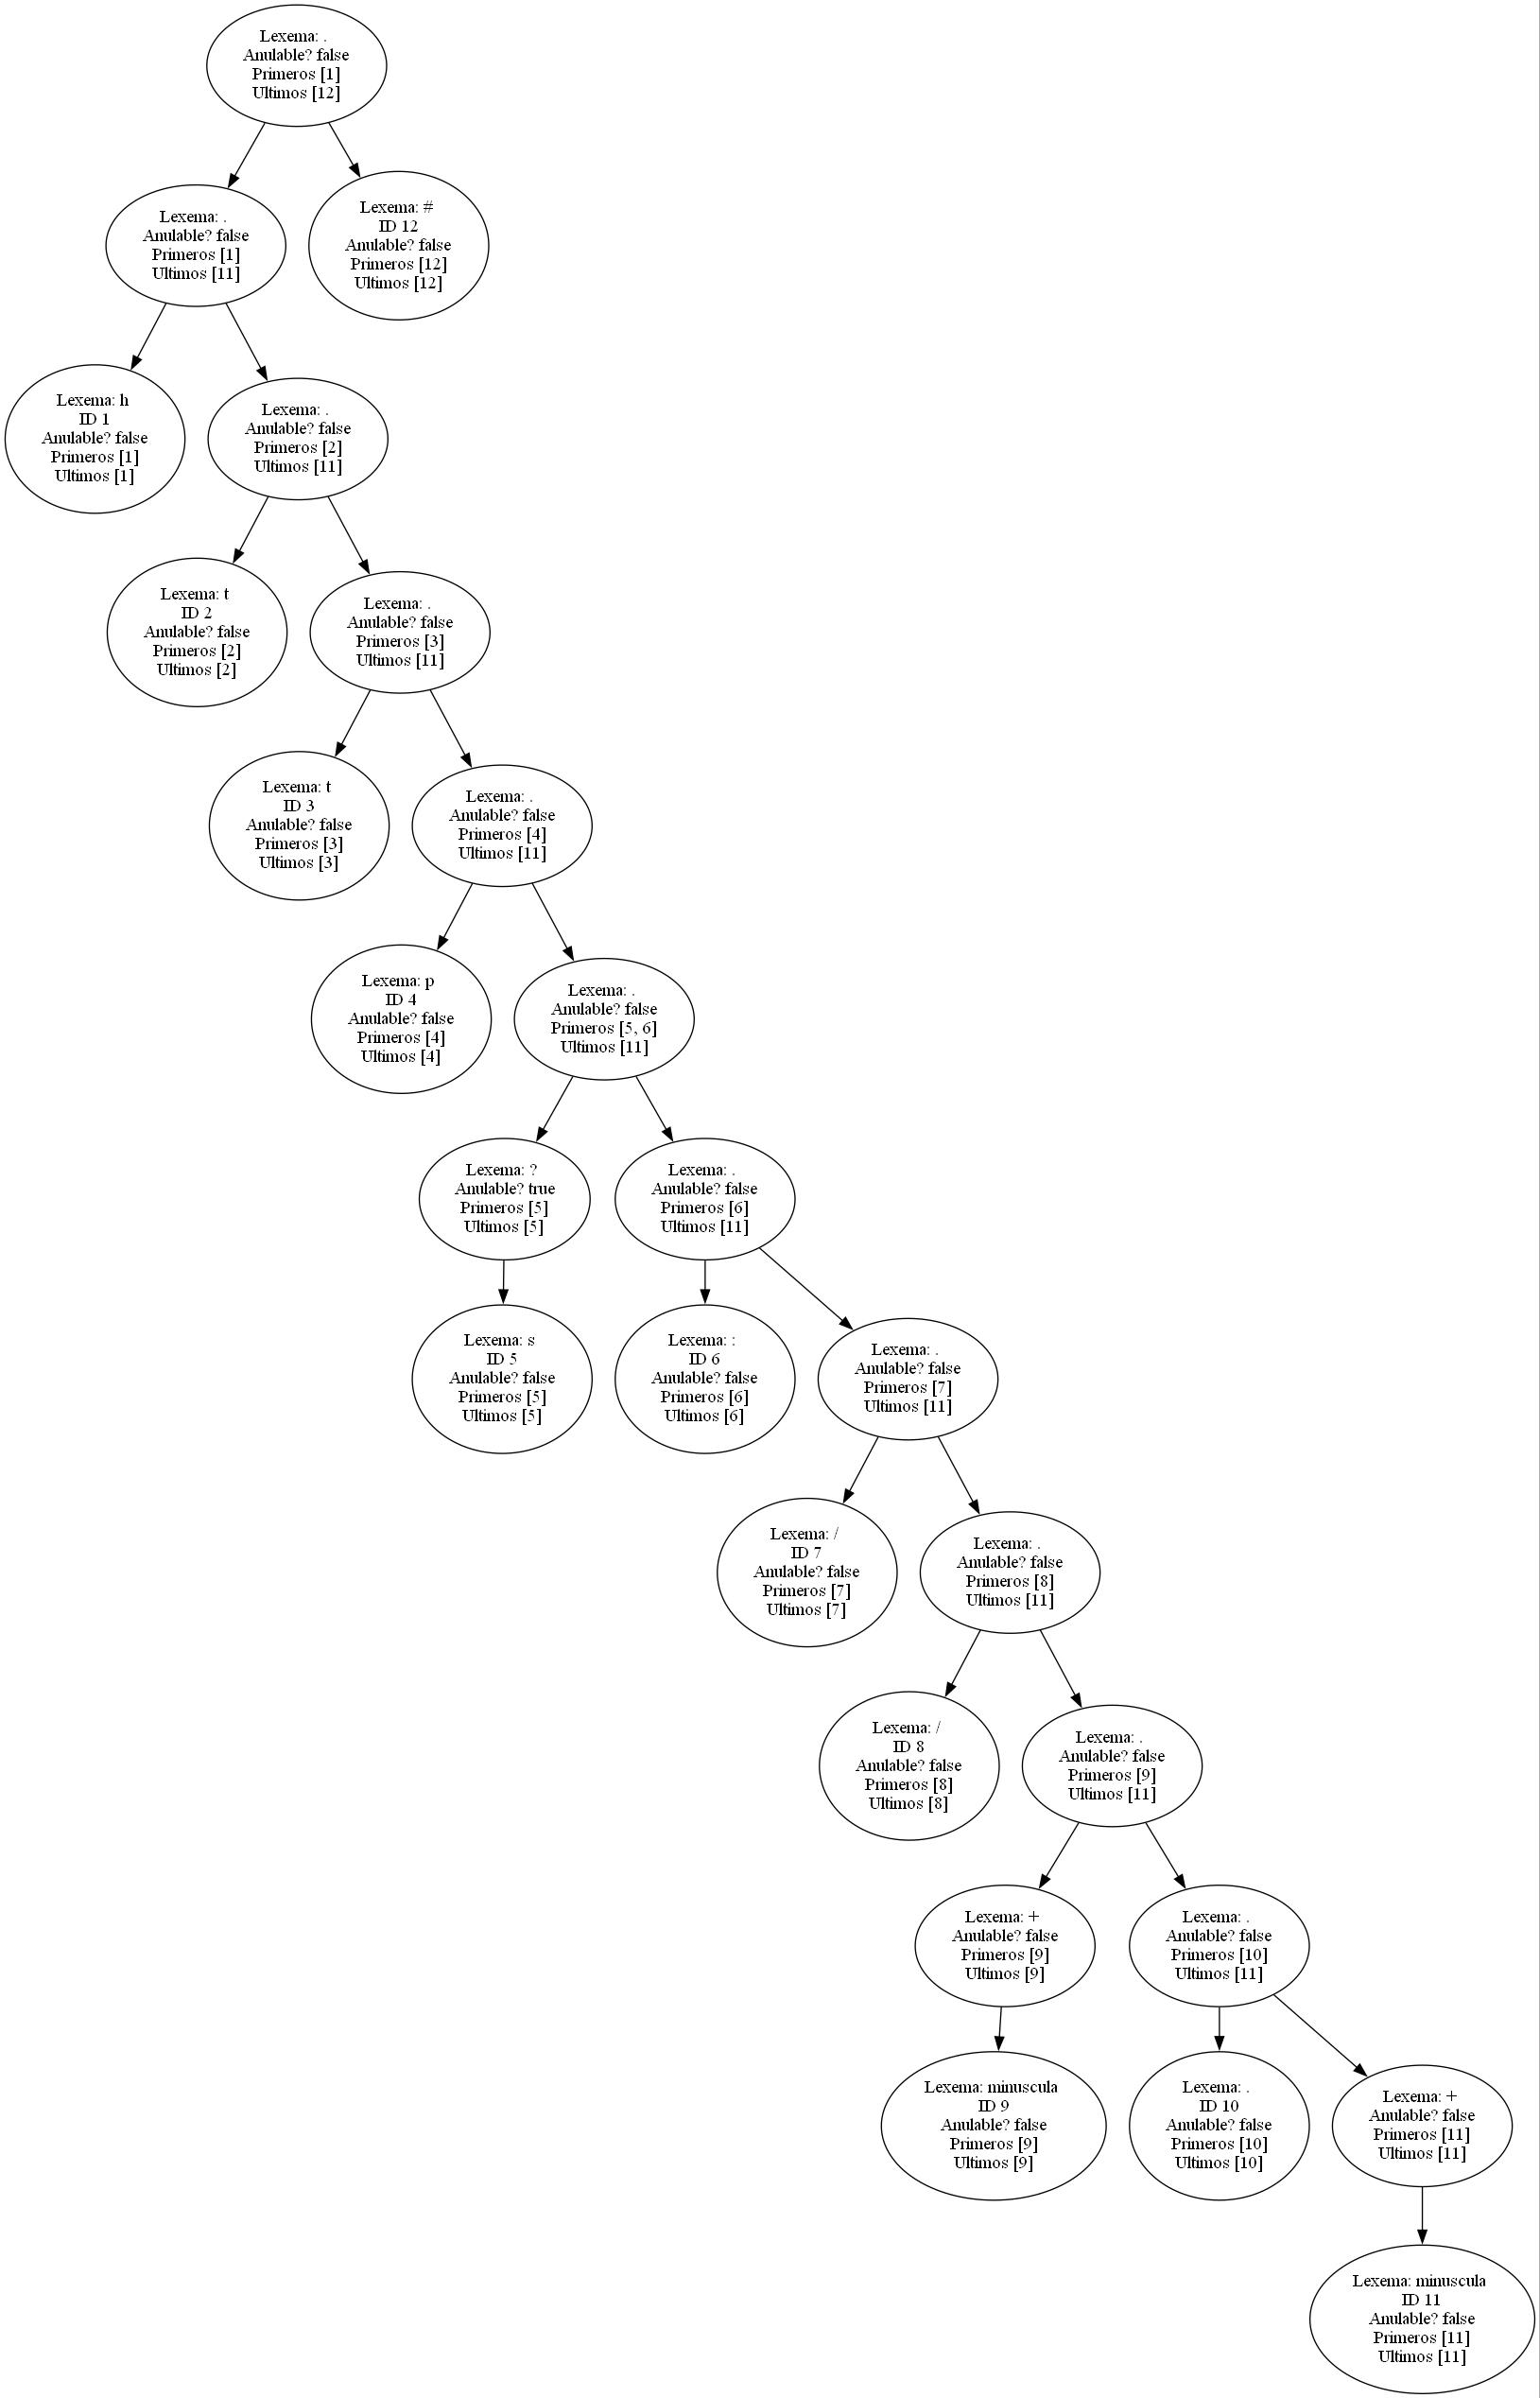 Lexema: .
Anulable? false
Primeros [1]
Ultimos [12]
Lexema: .
Anulable? false
Primeros [1]
Ultimos [11]
Lexema: #
ID 12
Anulable? false
Primeros [12]
Ultimos [12]
Lexema: h
ID 1
Anulable? false
Primeros [1]
Ultimos [1]
Lexema: .
Anulable? false
Primeros [2]
Ultimos [11]
Lexema: t
ID 2
Anulable? false
Primeros [2]
Ultimos [2]
Lexema: .
Anulable? false
Primeros [3]
Ultimos [11]
Lexema: t
ID 3
Anulable? false
Primeros [3]
Ultimos [3]
Lexema: .
Anulable? false
Primeros [4]
Ultimos [11]
Lexema: p
ID 4
Anulable? false
Primeros [4]
Ultimos [4]
Lexema: .
Anulable? false
Primeros [5, 6]
Ultimos [11]
Lexema: ?
Anulable? true
Primeros [5]
Ultimos [5]
Lexema: .
Anulable? false
Primeros [6]
Ultimos [11]
Lexema: s
ID 5
Anulable? false
Primeros [5]
Ultimos [5]
Lexema: :
ID 6
Anulable? false
Primeros [6]
Ultimos [6]
Lexema: .
Anulable? false
Primeros [7]
Ultimos [11]
Lexema: /
ID 7
Anulable? false
Primeros [7]
Ultimos [7]
Lexema: .
Anulable? false
Primeros [8]
Ultimos [11]
Lexema: /
ID 8
Anulable? false
Primeros [8]
Ultimos [8]
Lexema: .
Anulable? false
Primeros [9]
Ultimos [11]
Lexema: +
Anulable? false
Primeros [9]
Ultimos [9]
Lexema: .
Anulable? false
Primeros [10]
Ultimos [11]
Lexema: minuscula
ID 9
Anulable? false
Primeros [9]
Ultimos [9]
Lexema: .
ID 10
Anulable? false
Primeros [10]
Ultimos [10]
Lexema: +
Anulable? false
Primeros [11]
Ultimos [11]
Lexema: minuscula
ID 11
Anulable? false
Primeros [11]
Ultimos [11]